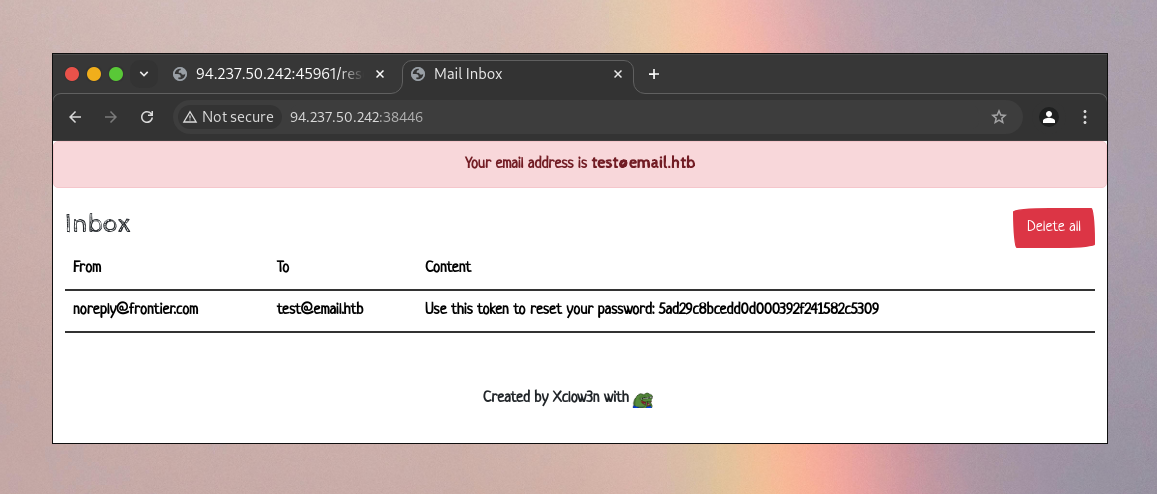 94.237.50.242:45961/res
Mail Inbox
Not secure
94.237.50.242:38446
Your email address is test@email.htb
Inbox
Delete all
From To Content
noreply@frontier.com test@email.htb Use this token to reset your password: 5ad29c8bcedd0d000392f241582c5309
Created by Xclow3n with